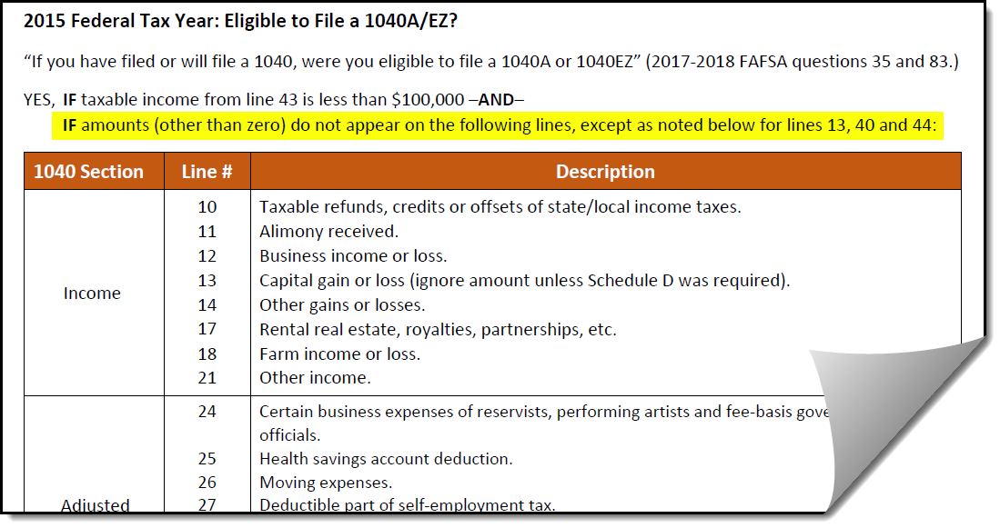 2015 Federal Tax Year: Eligible to File a 1040A/EZ?
“If you have filed or will file a 1040, were you eligible to file a 1040A or 1040EZ” (2017-2018 FAFSA questions 35 and 83.)
YES, IF taxable income from line 43 is less than $100,000 –AND–
IF amounts (other than zero) do not appear on the following lines, except as noted below for lines 13, 40 and 44:
1040 Section Line # Description
10 Taxable refunds, credits or offsets of state/local income taxes.
11 Alimony received.
12 Business income or loss.
13 Capital gain or loss (ignore amount unless Schedule D was required).
Income
14 Other gains or losses.
17 Rental real estate, royalties, partnerships, etc.
18 Farm income or loss.
21 Other income.
24 Certain business expenses of reservists, performing artists and fee-basis
officials.
25 Health savings account deduction.
26 Moving expenses.
Adjusted 27 Deductible part of self-employment tax.